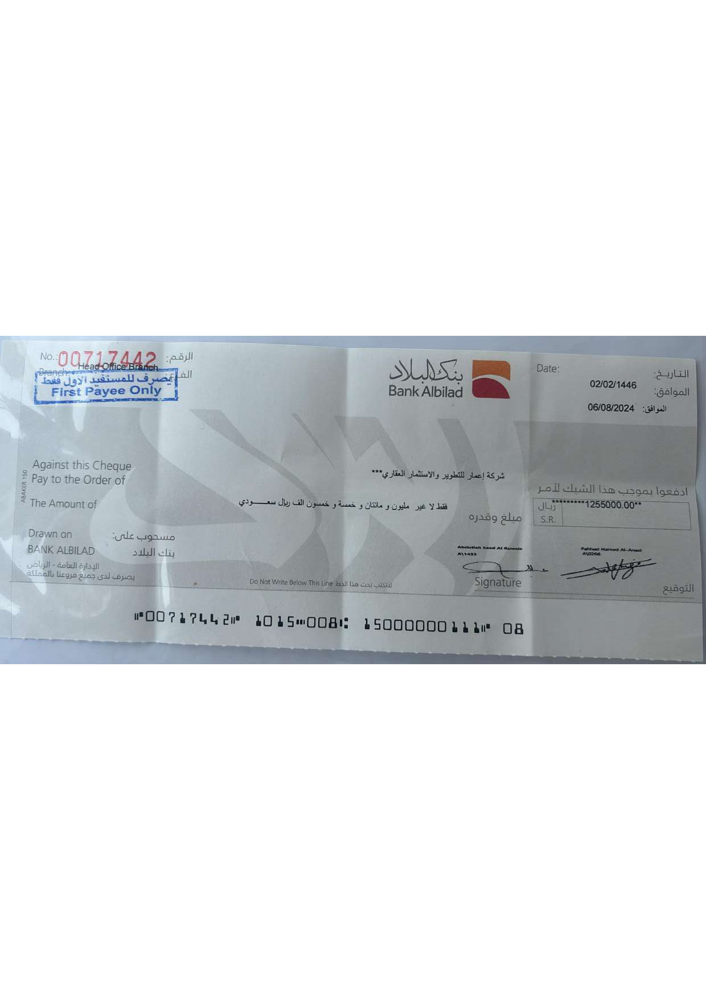 No.: 00717442 الرقم:
Head Office Branch
Branch:
يصرف للمستفيد الاول فقط
First Payee Only
بنك البلاد
Bank Albilad
Date: التاريخ:
02/02/1446
الموافق:
06/08/2024 الموافق:
ABAKER 150
Against this Cheque
Pay to the Order of
شركة إعمار للتطوير والاستثمار العقاري***
ادفعوا بموجب هذا الشيك لأمر
The Amount of
فقط لا غير مليون و مائتان و خمسة و خمسون الف ريال سعـــــودي
مبلغ وقدره
ريال
*********1255000.00**
S.R.
Drawn on مسحوب على:
BANK ALBILAD بنك البلاد
الإدارة العامة - الرياض
يصرف لدى جميع فروعنا بالمملكة
Abdullah Saad Al Ruwais
A\1433
Fahhad Hamud Al-Anazi
A\0266
Signature التوقيع
Do Not Write Below This Line لاتكتب تحت هذا الخط
⑈00717442⑈ 1015⑉008⑆ 15000000111⑈ 08